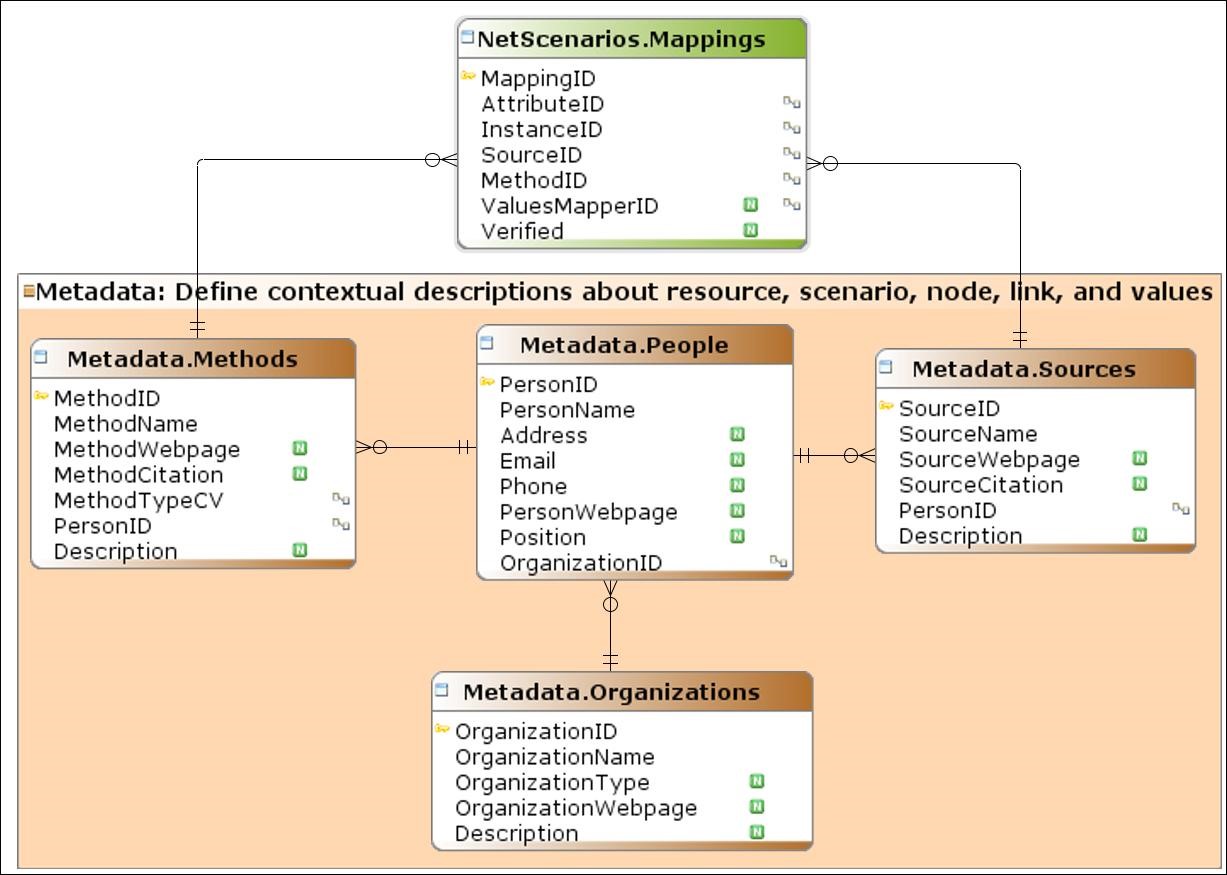 NetScenarios.Mappings
MappingID
AttributeID
InstanceID
SourceID
MethodID
ValuesMapperID N
Verified N
Metadata: Define contextual descriptions about resource, scenario, node, link, and values
Metadata.Methods
MethodID
MethodName
MethodWebpage N
MethodCitation N
MethodTypeCV
PersonID
Description N
Metadata.People
PersonID
PersonName
Address N
Email N
Phone N
PersonWebpage N
Position N
OrganizationID
Metadata.Sources
SourceID
SourceName
SourceWebpage N
SourceCitation N
PersonID
Description N
Metadata.Organizations
OrganizationID
OrganizationName
OrganizationType N
OrganizationWebpage N
Description N